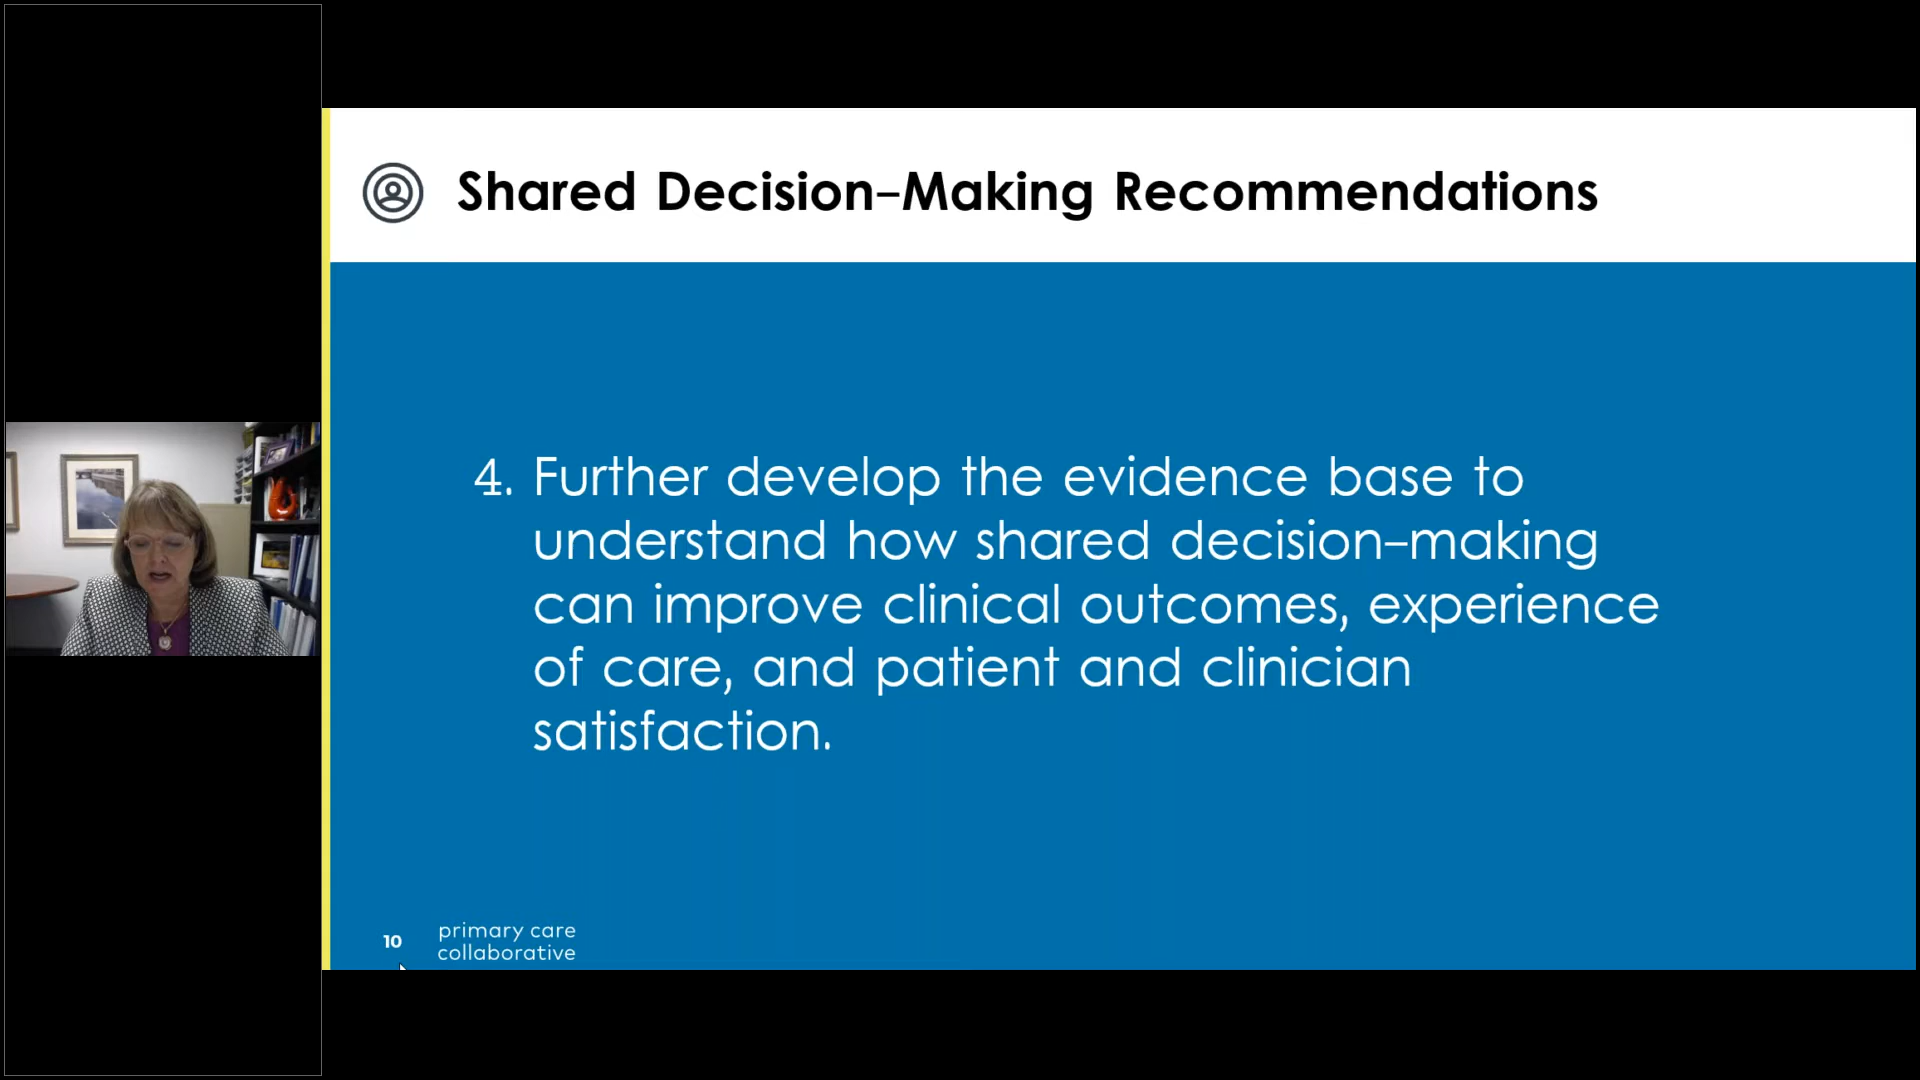 Shared Decision–Making Recommendations
4. Further develop the evidence base to
understand how shared decision–making
can improve clinical outcomes, experience
of care, and patient and clinician
satisfaction.
10
primary care
collaborative